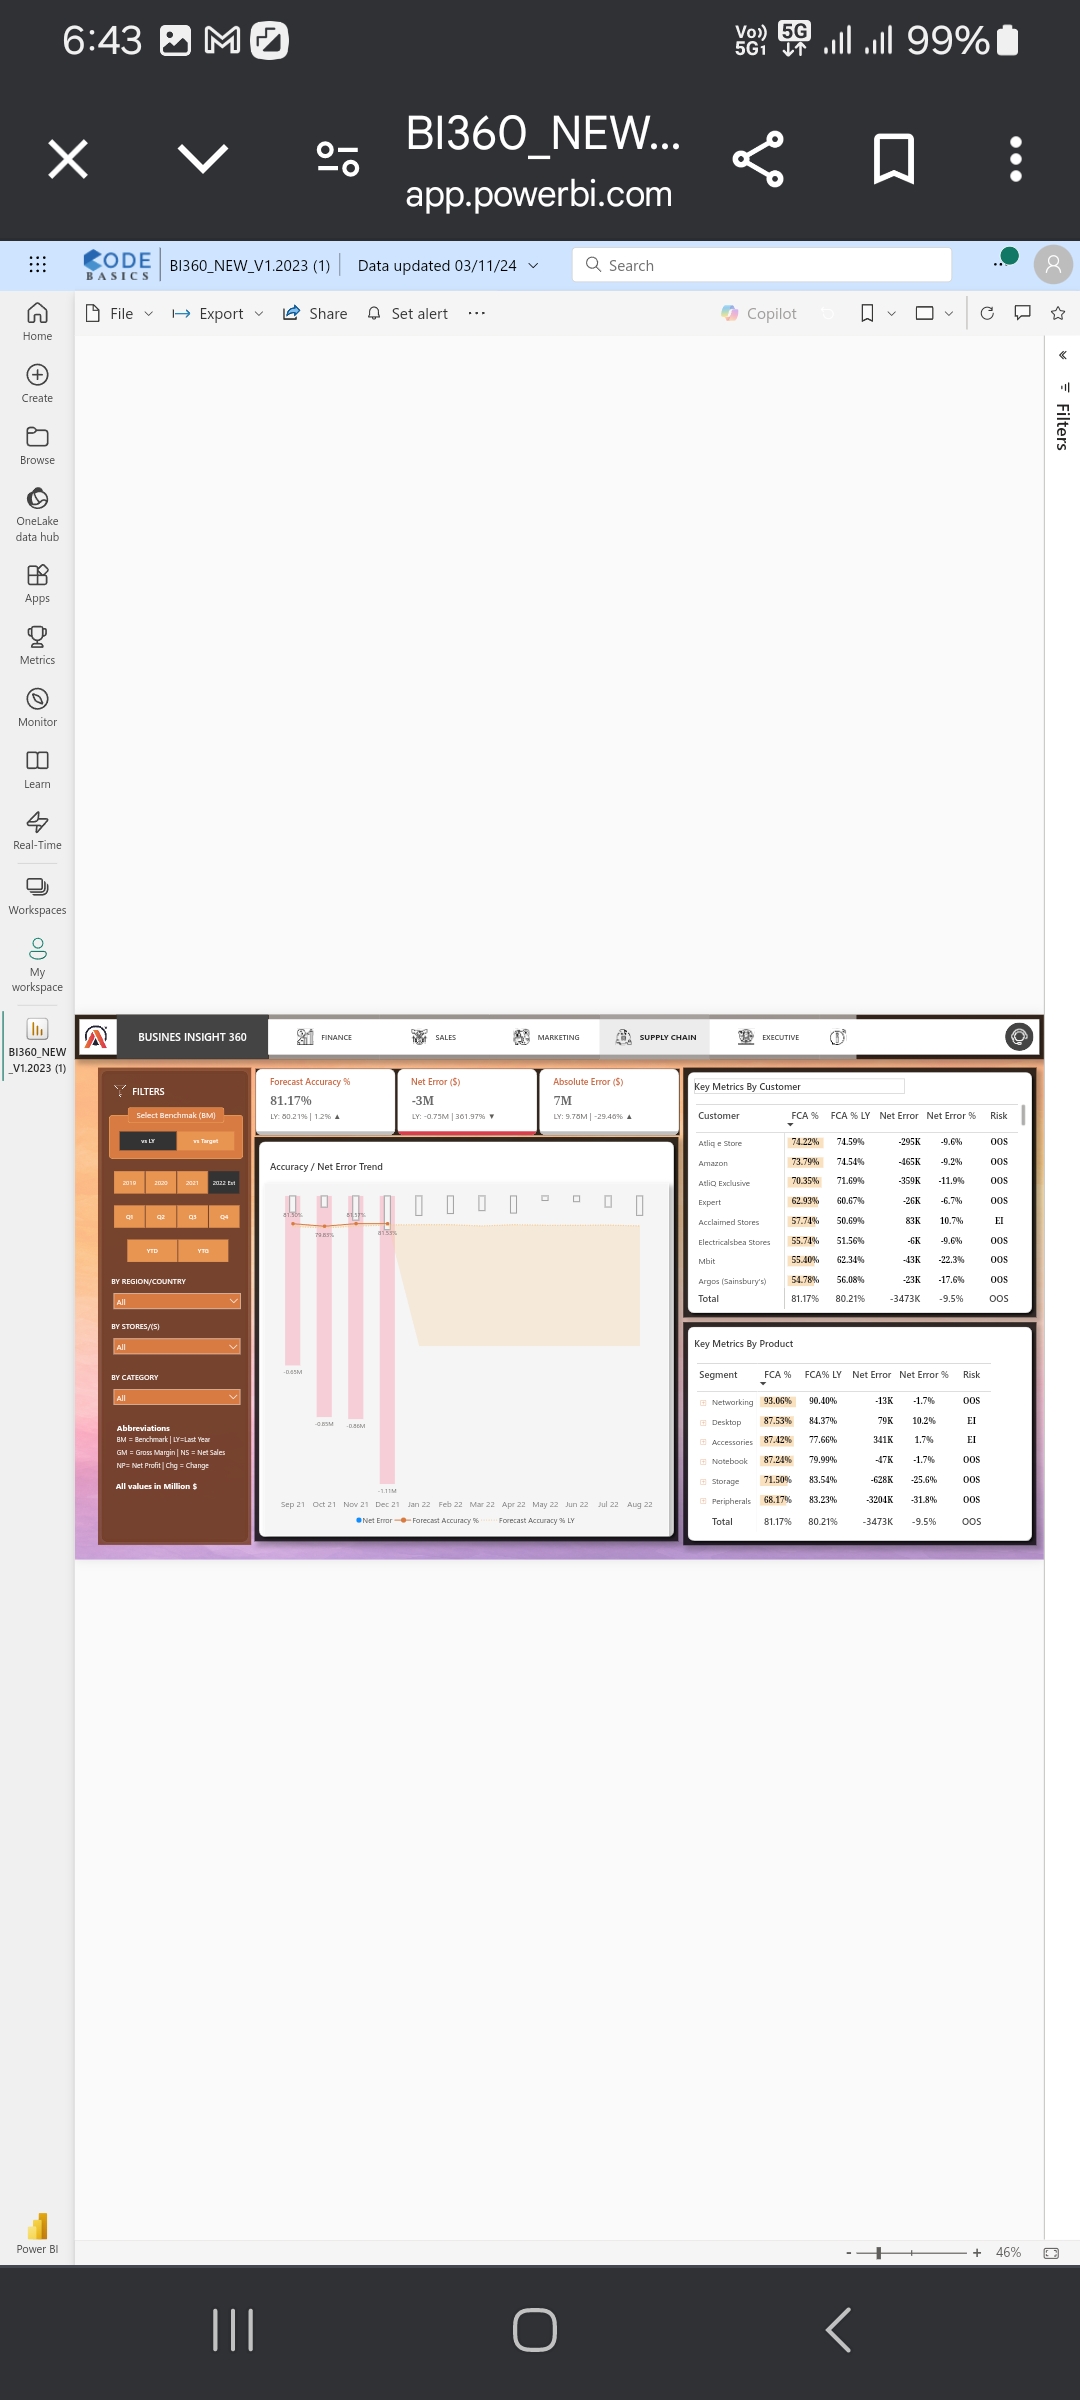 6:43
Vo))
5G1
5G
99%
BI360_NEW...
app.powerbi.com
CODE
BASICS
BI360_NEW_V1.2023 (1)
Data updated 03/11/24
Search
File
Export
Share
Set alert
Copilot
Home
Create
Browse
OneLake
data hub
Apps
Metrics
Monitor
Learn
Real-Time
Workspaces
My
workspace
BI360_NEW
_V1.2023 (1)
Power BI
Filters
BUSINES INSIGHT 360
FINANCE
SALES
MARKETING
SUPPLY CHAIN
EXECUTIVE
FILTERS
Select Benchmak (BM)
vs LY vs Target
2019 2020 2021 2022 Est
Q1 Q2 Q3 Q4
YTD YTG
BY REGION/COUNTRY
All
BY STORES/(S)
All
BY CATEGORY
All
Abbreviations
BM = Benchmark | LY=Last Year
GM = Gross Margin | NS = Net Sales
NP= Net Profit | Chg = Change
All values in Million $
Forecast Accuracy %
81.17%
LY: 80.21% | 1.2% ▲
Net Error ($)
-3M
LY: -0.75M | 361.97% ▼
Absolute Error ($)
7M
LY: 9.76M | -29.46% ▲
Accuracy / Net Error Trend
79.83%
-0.65M
-0.85M
-0.86M
-1.11M
Sep 21 Oct 21 Nov 21 Dec 21 Jan 22 Feb 22 Mar 22 Apr 22 May 22 Jun 22 Jul 22 Aug 22
Net Error Forecast Accuracy % Forecast Accuracy % LY
Key Metrics By Customer
Customer FCA % FCA % LY Net Error Net Error % Risk
Atliq e Store 74.22% 74.59% -295K -9.6% OOS
Amazon 73.79% 74.54% -465K -9.2% OOS
AtliQ Exclusive 70.35% 71.69% -359K -11.9% OOS
Expert 62.93% 60.67% -26K -6.7% OOS
Acclaimed Stores 57.74% 50.69% 83K 10.7% EI
Electricalsbea Stores 55.74% 51.56% -6K -9.6% OOS
Mbit 55.40% 62.34% -43K -22.3% OOS
Argos (Sainsbury's) 54.78% 56.08% -23K -17.6% OOS
Total 81.17% 80.21% -3473K -9.5% OOS
Key Metrics By Product
Segment FCA % FCA% LY Net Error Net Error % Risk
Networking 93.06% 90.40% -13K -1.7% OOS
Desktop 87.53% 84.37% 79K 10.2% EI
Accessories 87.42% 77.66% 341K 1.7% EI
Notebook 87.24% 79.99% -47K -1.7% OOS
Storage 71.50% 83.54% -628K -25.6% OOS
Peripherals 68.17% 83.23% -3204K -31.8% OOS
Total 81.17% 80.21% -3473K -9.5% OOS
- + 46%